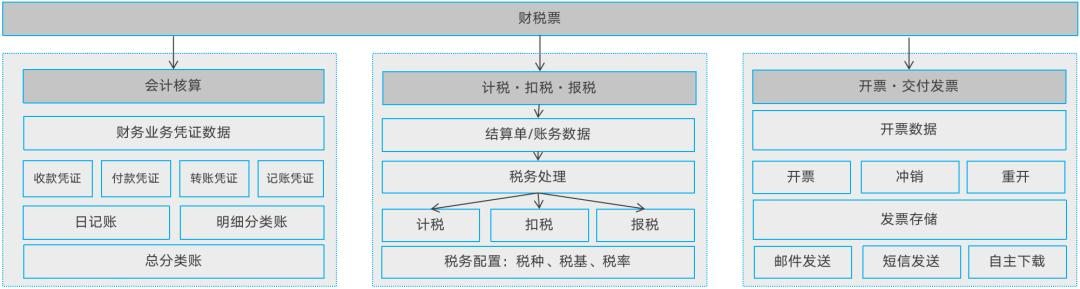 财税票
会计核算
财务业务凭证数据
收款凭证 付款凭证 转账凭证 记账凭证
日记账 明细分类账
总分类账
计税·扣税·报税
结算单/账务数据
税务处理
计税 扣税 报税
税务配置：税种、税基、税率
开票·交付发票
开票数据
开票 冲销 重开
发票存储
邮件发送 短信发送 自主下载